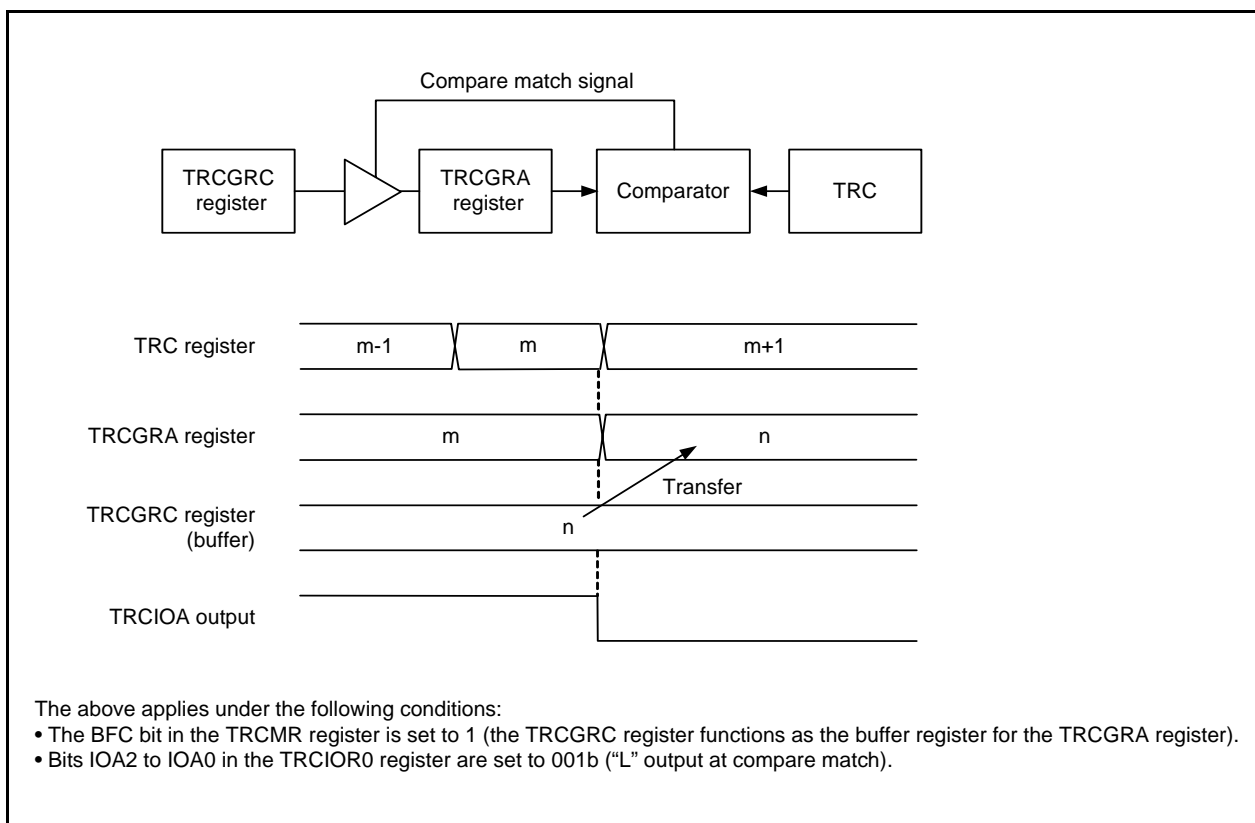 Compare match signal
TRCGRC
register
TRCGRA
register
Comparator
TRC
TRC register
m-1
m
m+1
TRCGRA register
m
n
Transfer
TRCGRC register
(buffer)
n
TRCIOA output
The above applies under the following conditions:
• The BFC bit in the TRCMR register is set to 1 (the TRCGRC register functions as the buffer register for the TRCGRA register).
• Bits IOA2 to IOA0 in the TRCIOR0 register are set to 001b (“L” output at compare match).